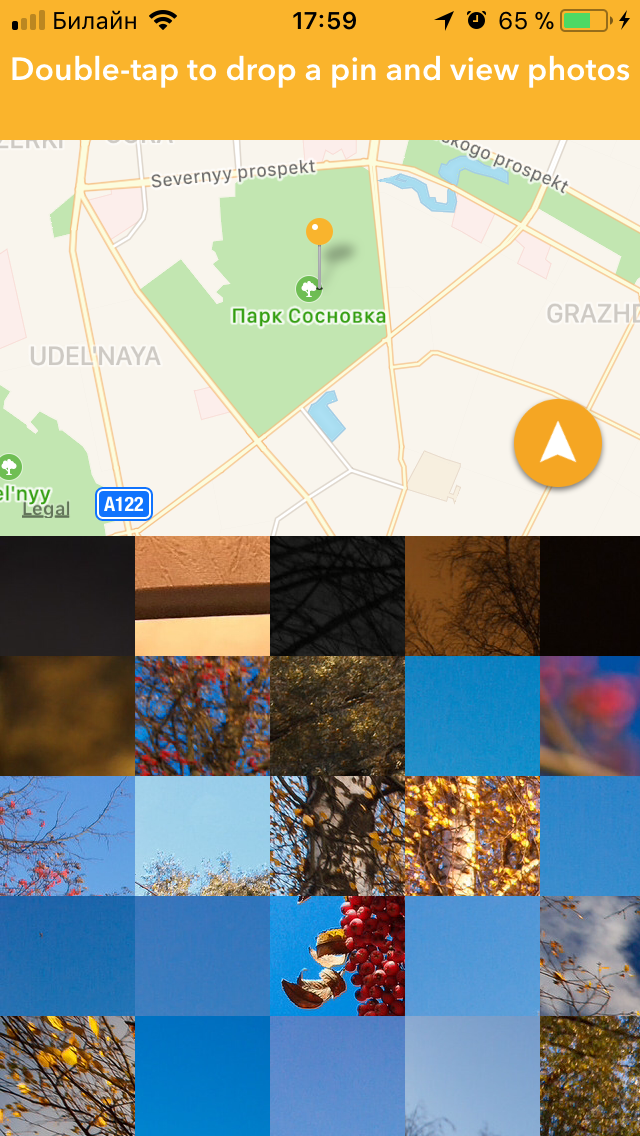 Билайн 17:59 65 %
Double-tap to drop a pin and view photos
Severnyy prospekt
skogo prospekt
Парк Сосновка
GRAZHD
UDEL'NAYA
el'nyy
Legal
A122